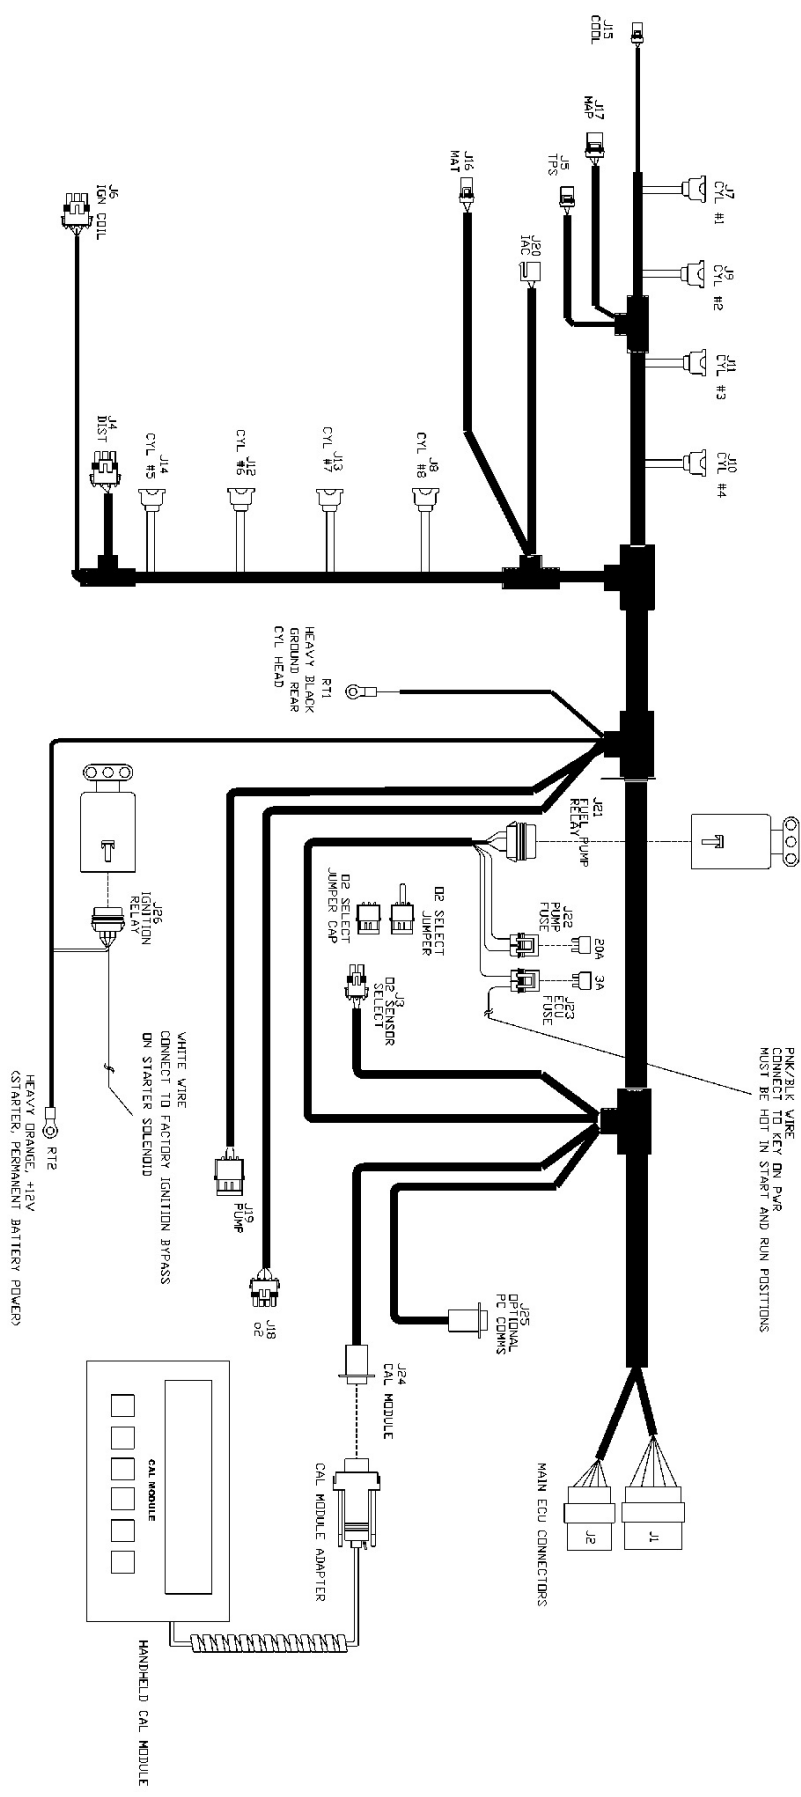 J15
COOL
J17
MAP
J5
TPS
J16
MAT
J20
IAC
J6
IGN COIL
J7
CYL #1
J9
CYL #2
J11
CYL #3
J10
CYL #4
J4
DIST
J14
CYL #5
J12
CYL #6
J13
CYL #7
J8
CYL #8
RT1
HEAVY BLACK
GROUND REAR
CYL HEAD
J21
FUEL PUMP
RELAY
J26
IGNITION
RELAY
O2 SELECT
JUMPER
O2 SELECT
JUMPER CAP
J22
PUMP
FUSE
20A
J23
ECU
FUSE
3A
J3
O2 SENSOR
SELECT
PNK/BLK WIRE
CONNECT TO KEY ON PWR
MUST BE HOT IN START AND RUN POSITIONS
WHITE WIRE
CONNECT TO FACTORY IGNITION BYPASS
ON STARTER SOLENOID
RT2
HEAVY ORANGE, +12V
(STARTER, PERMANENT BATTERY POWER)
J19
PUMP
J18
o2
J25
OPTIONAL
PC COMMS
J24
CAL MODULE
CAL MODULE ADAPTER
MAIN ECU CONNECTORS
J1
J2
CAL MODULE
HANDHELD CAL MODULE